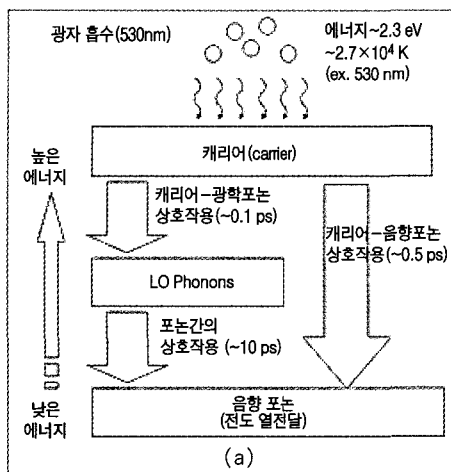 광자 흡수(530nm)
에너지~2.3 eV
~2.7×10⁴ K
(ex. 530 nm)
캐리어(carrier)
높은
에너지
캐리어-광학포논
상호작용(~0.1 ps)
캐리어-음향포논
상호작용(~0.5 ps)
LO Phonons
포논간의
상호작용 (~10 ps)
낮은
에너지
음향 포논
(전도 열전달)
(a)